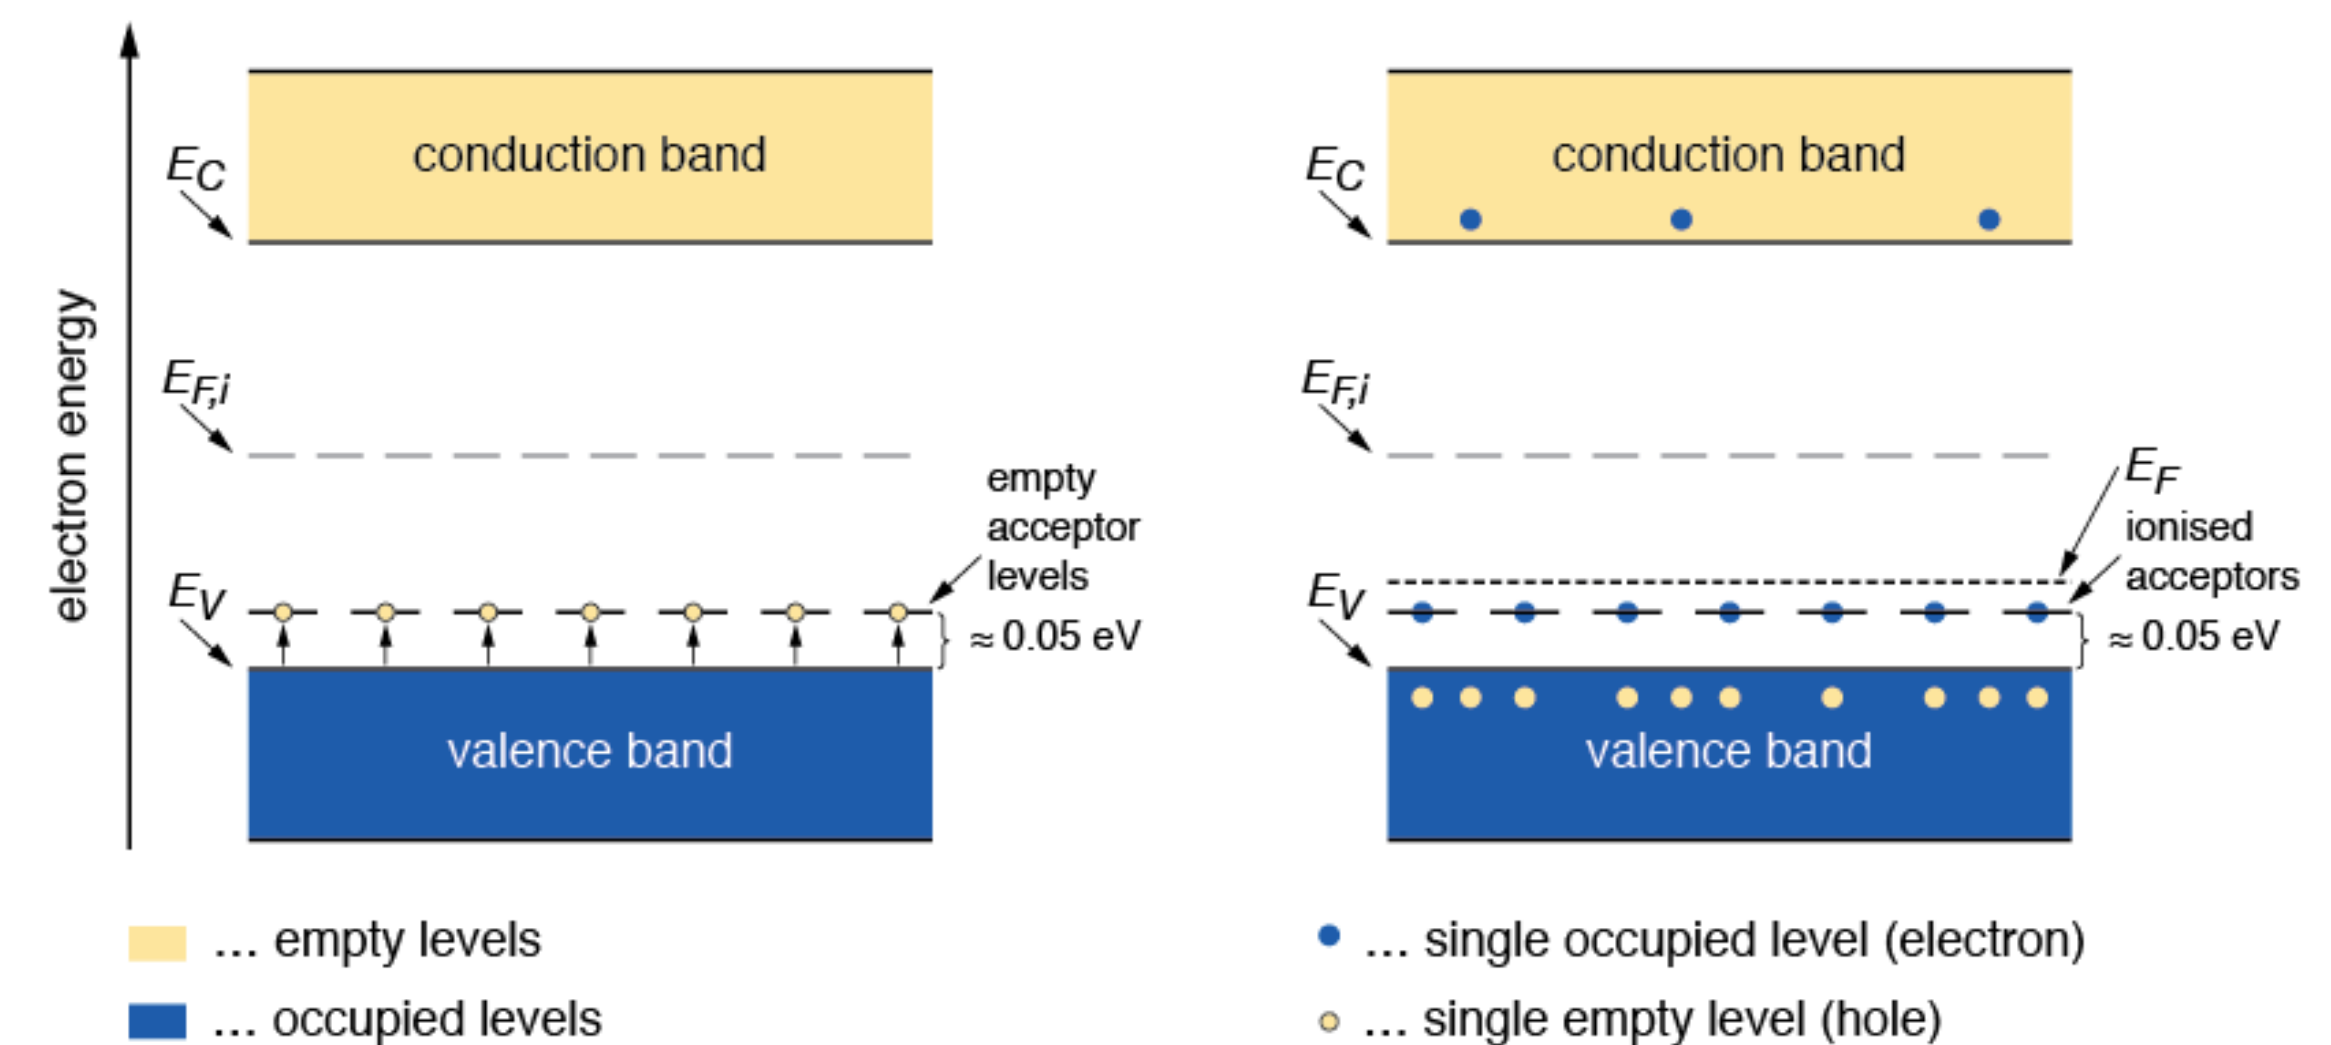 electron energy
conduction band
E_C
E_F,i
empty
acceptor
levels
E_V
≈ 0.05 eV
valence band
conduction band
E_C
E_F,i
E_F
ionised
acceptors
E_V
≈ 0.05 eV
valence band
... empty levels
... occupied levels
... single occupied level (electron)
... single empty level (hole)